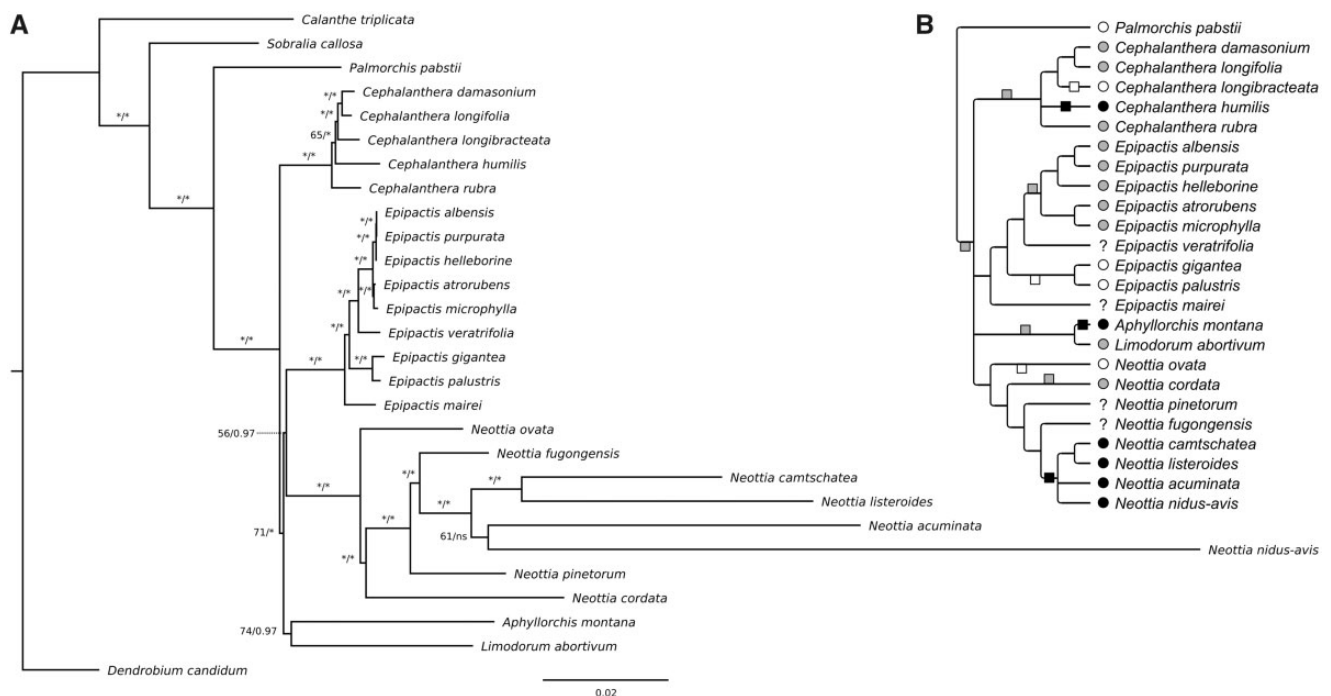 A
Calanthe triplicata
Sobralia callosa
*/*
Palmorchis pabstii
*/*
Cephalanthera damasonium
*/*
Cephalanthera longifolia
*/*
65/*
Cephalanthera longibracteata
*/*
Cephalanthera humilis
Cephalanthera rubra
Epipactis albensis
*/*
Epipactis purpurata
*/*
Epipactis helleborine
*/*
Epipactis atrorubens
*/*
Epipactis microphylla
*/*
Epipactis veratrifolia
*/*
Epipactis gigantea
*/*
Epipactis palustris
*/*
Epipactis mairei
*/*
56/0.97
Neottia ovata
Neottia fugongensis
*/*
Neottia camtschatea
*/*
*/*
Neottia listeroides
*/*
Neottia acuminata
*/*
61/ns
Neottia nidus-avis
71/*
*/*
Neottia pinetorum
Neottia cordata
Aphyllorchis montana
74/0.97
Limodorum abortivum
Dendrobium candidum
0.02
B
Palmorchis pabstii
Cephalanthera damasonium
Cephalanthera longifolia
Cephalanthera longibracteata
Cephalanthera humilis
Cephalanthera rubra
Epipactis albensis
Epipactis purpurata
Epipactis helleborine
Epipactis atrorubens
Epipactis microphylla
? Epipactis veratrifolia
Epipactis gigantea
Epipactis palustris
? Epipactis mairei
Aphyllorchis montana
Limodorum abortivum
Neottia ovata
Neottia cordata
? Neottia pinetorum
? Neottia fugongensis
Neottia camtschatea
Neottia listeroides
Neottia acuminata
Neottia nidus-avis